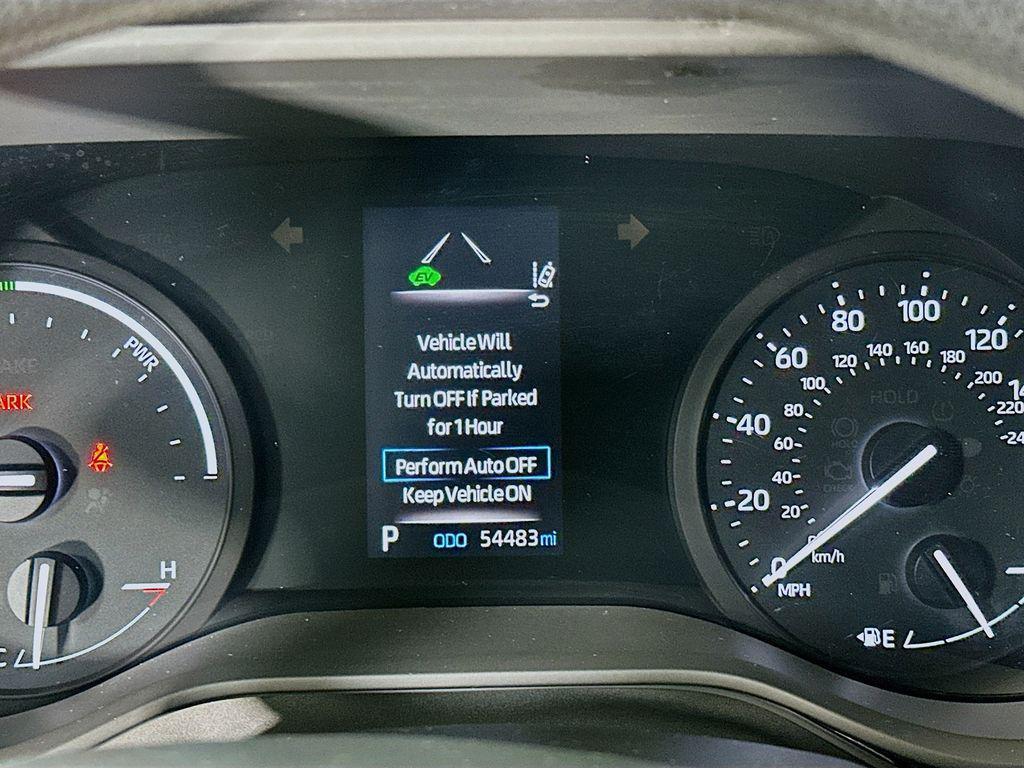 EV
Vehicle Will
Automatically
Turn OFF If Parked
for 1 Hour
Perform Auto OFF
Keep Vehicle ON
P ODO 54483 mi
PWR
H
C
0 20 40 60 80 100 120
20 40 60 80 100 120 140 160 180 200 220
km/h
MPH
HOLD
HOLD
CHECK
E